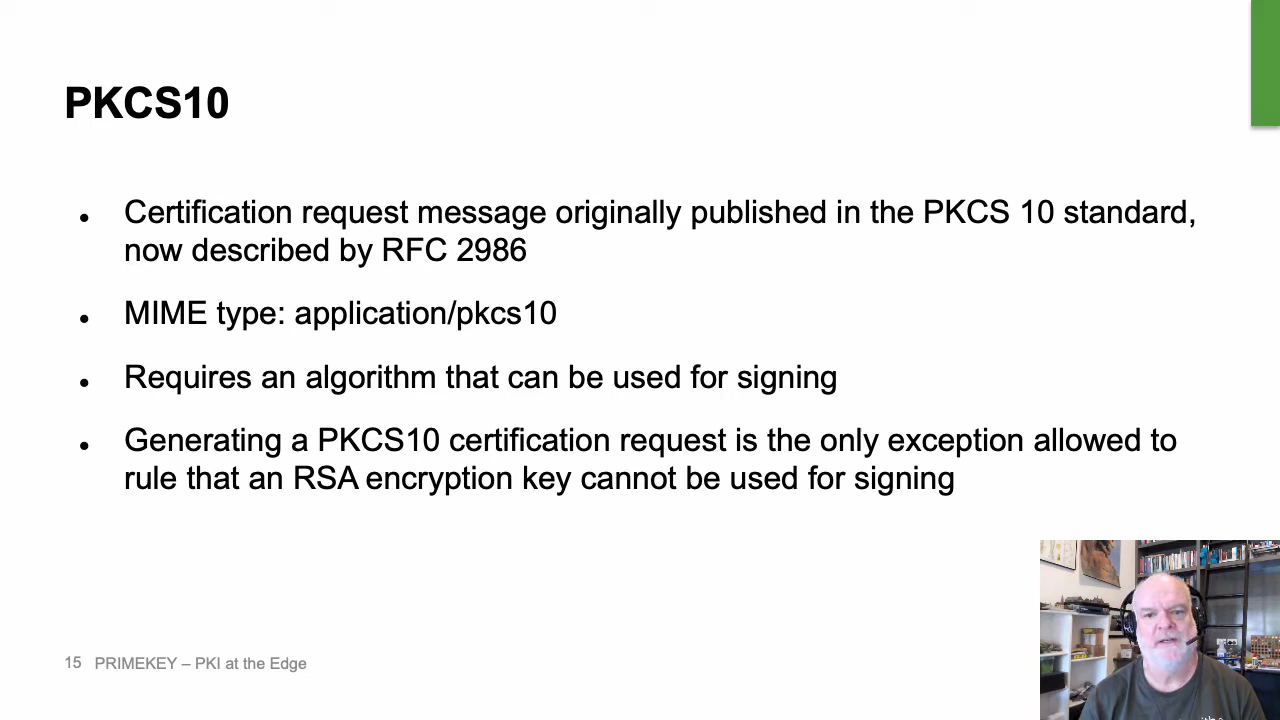 PKCS10
• Certification request message originally published in the PKCS 10 standard,
now described by RFC 2986
• MIME type: application/pkcs10
• Requires an algorithm that can be used for signing
• Generating a PKCS10 certification request is the only exception allowed to
rule that an RSA encryption key cannot be used for signing
15 PRIMEKEY – PKI at the Edge